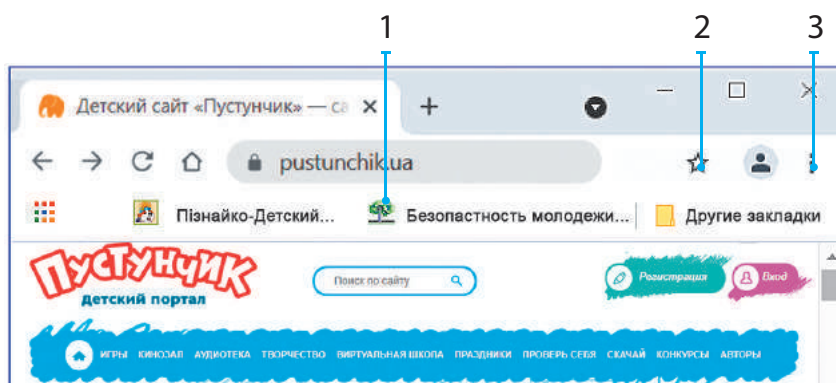 1 2 3
Детский сайт «Пустунчик» — са
pustunchik.ua
Пізнайко-Детский... Безопастность молодежи... Другие закладки
Пустунчик
детский портал
Поиск по сайту
Регистрация
Вход
ИГРЫ КИНОЗАЛ АУДИОТЕКА ТВОРЧЕСТВО ВИРТУАЛЬНАЯ ШКОЛА ПРАЗДНИКИ ПРОВЕРЬ СЕБЯ СКАЧАЙ КОНКУРСЫ АВТОРЫ